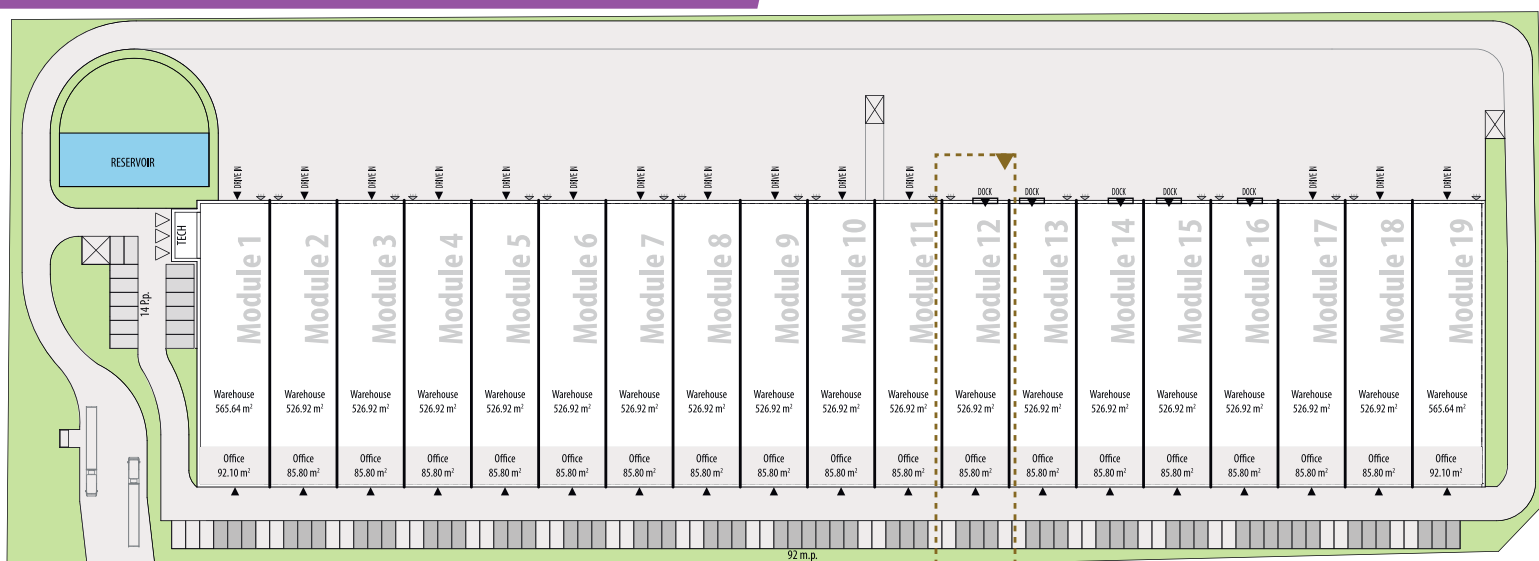 RESERVOIR
DRIVE IN
DRIVE IN
DRIVE IN
DRIVE IN
DRIVE IN
DRIVE IN
DRIVE IN
DRIVE IN
DRIVE IN
DRIVE IN
DRIVE IN
DOCK
DOCK
DOCK
DOCK
DOCK
DRIVE IN
DRIVE IN
DRIVE IN
TECH
14 P.p.
Module 1
Module 2
Module 3
Module 4
Module 5
Module 6
Module 7
Module 8
Module 9
Module 10
Module 11
Module 12
Module 13
Module 14
Module 15
Module 16
Module 17
Module 18
Module 19
Warehouse
565.64 m²
Warehouse
526.92 m²
Warehouse
526.92 m²
Warehouse
526.92 m²
Warehouse
526.92 m²
Warehouse
526.92 m²
Warehouse
526.92 m²
Warehouse
526.92 m²
Warehouse
526.92 m²
Warehouse
526.92 m²
Warehouse
526.92 m²
Warehouse
526.92 m²
Warehouse
526.92 m²
Warehouse
526.92 m²
Warehouse
526.92 m²
Warehouse
526.92 m²
Warehouse
526.92 m²
Warehouse
526.92 m²
Warehouse
565.64 m²
Office
92.10 m²
Office
85.80 m²
Office
85.80 m²
Office
85.80 m²
Office
85.80 m²
Office
85.80 m²
Office
85.80 m²
Office
85.80 m²
Office
85.80 m²
Office
85.80 m²
Office
85.80 m²
Office
85.80 m²
Office
85.80 m²
Office
85.80 m²
Office
85.80 m²
Office
85.80 m²
Office
85.80 m²
Office
85.80 m²
Office
92.10 m²
92 m.p.